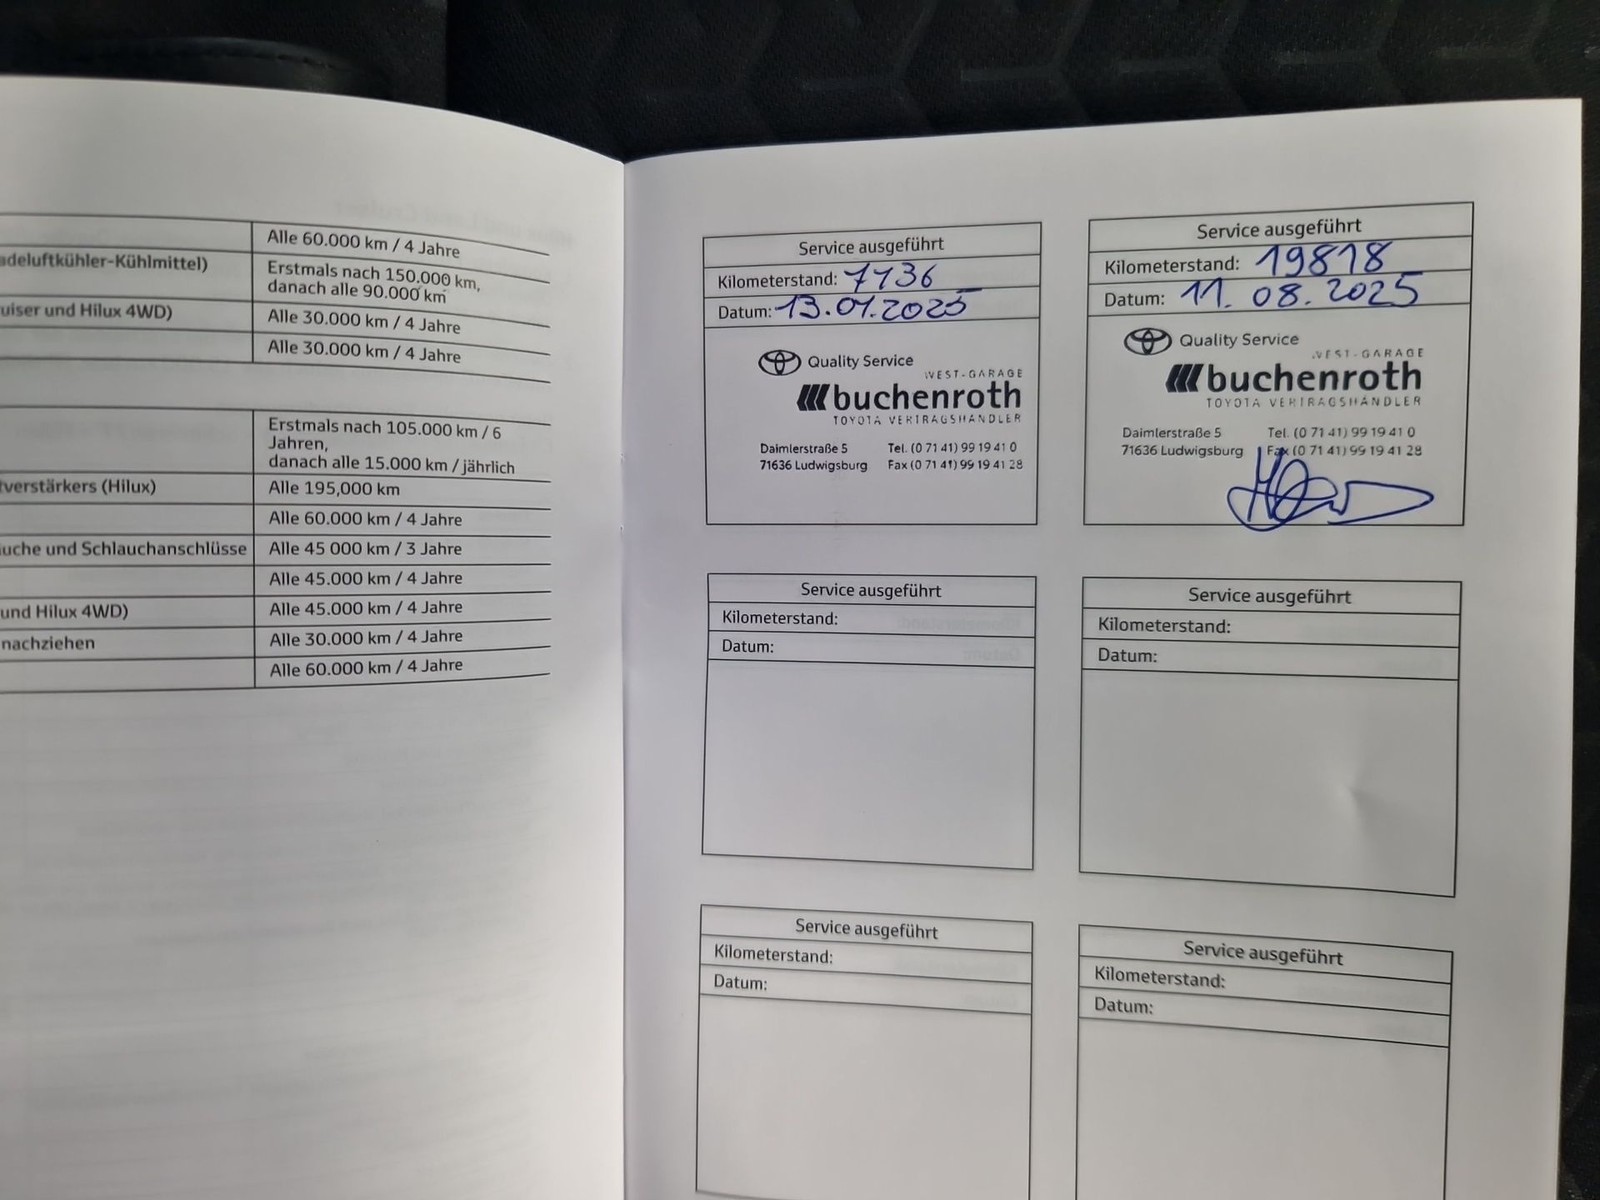 Alle 60.000 km / 4 Jahre
adeluftkühler-Kühlmittel)
Erstmals nach 150.000 km,
danach alle 90.000 km
uiser und Hilux 4WD)
Alle 30.000 km / 4 Jahre
Alle 30.000 km / 4 Jahre
Erstmals nach 105.000 km / 6
Jahren,
danach alle 15.000 km / jährlich
tverstärkers (Hilux)
Alle 195,000 km
Alle 60.000 km / 4 Jahre
iuche und Schlauchanschlüsse
Alle 45 000 km / 3 Jahre
Alle 45.000 km / 4 Jahre
und Hilux 4WD)
Alle 45.000 km / 4 Jahre
nachziehen
Alle 30.000 km / 4 Jahre
Alle 60.000 km / 4 Jahre
Service ausgeführt
Kilometerstand: 7736
Datum: 13.01.2025
Quality Service
WEST-GARAGE
buchenroth
TOYOTA VERTRAGSHÄNDLER
Daimlerstraße 5 Tel. (0 71 41) 99 19 41 0
71636 Ludwigsburg Fax (0 71 41) 99 19 41 28
Service ausgeführt
Kilometerstand: 19818
Datum: 11.08.2025
Quality Service
WEST-GARAGE
buchenroth
TOYOTA VERTRAGSHÄNDLER
Daimlerstraße 5 Tel. (0 71 41) 99 19 41 0
71636 Ludwigsburg Fax (0 71 41) 99 19 41 28
Service ausgeführt
Kilometerstand:
Datum:
Service ausgeführt
Kilometerstand:
Datum:
Service ausgeführt
Kilometerstand:
Datum:
Service ausgeführt
Kilometerstand:
Datum: